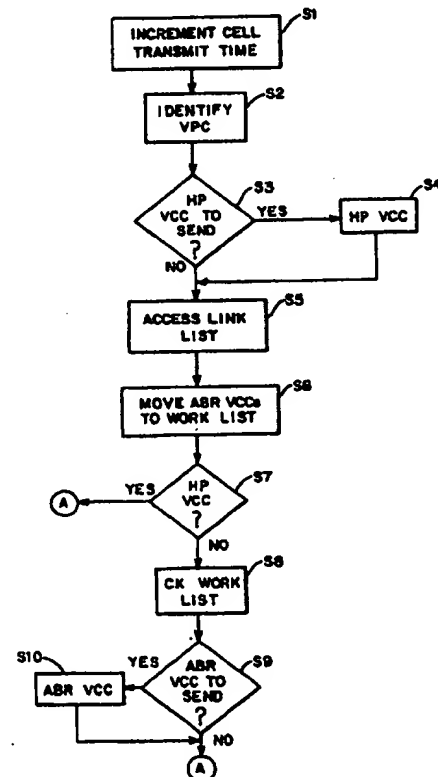 S1
INCREMENT CELL
TRANSMIT TIME
S2
IDENTIFY
VPC
S3
HP
VCC TO
SEND
?
YES
NO
S4
HP VCC
S5
ACCESS LINK
LIST
S6
MOVE ABR VCCs
TO WORK LIST
S7
HP
VCC
?
YES
A
NO
S8
CK WORK
LIST
S9
ABR
VCC TO
SEND
?
YES
S10
ABR VCC
NO
A